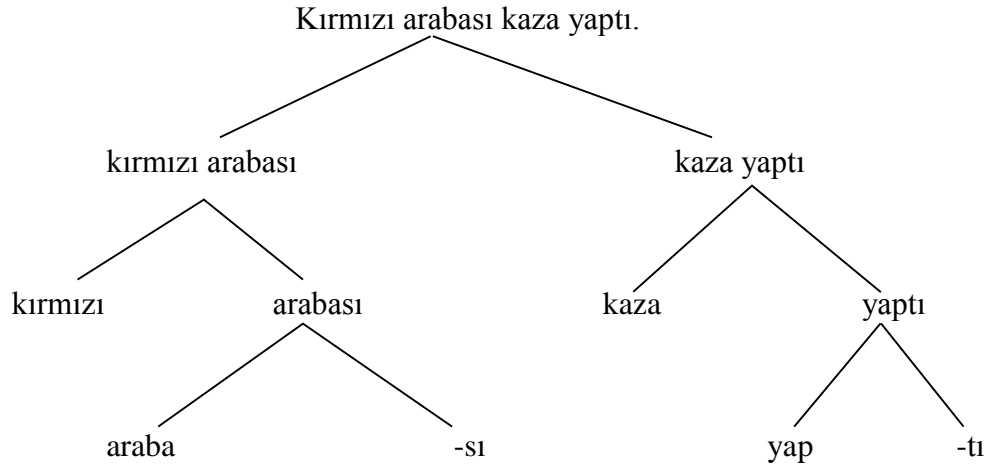 Kırmızı arabası kaza yaptı.
kırmızı arabası kaza yaptı
kırmızı arabası kaza yaptı
araba -sı yap -tı